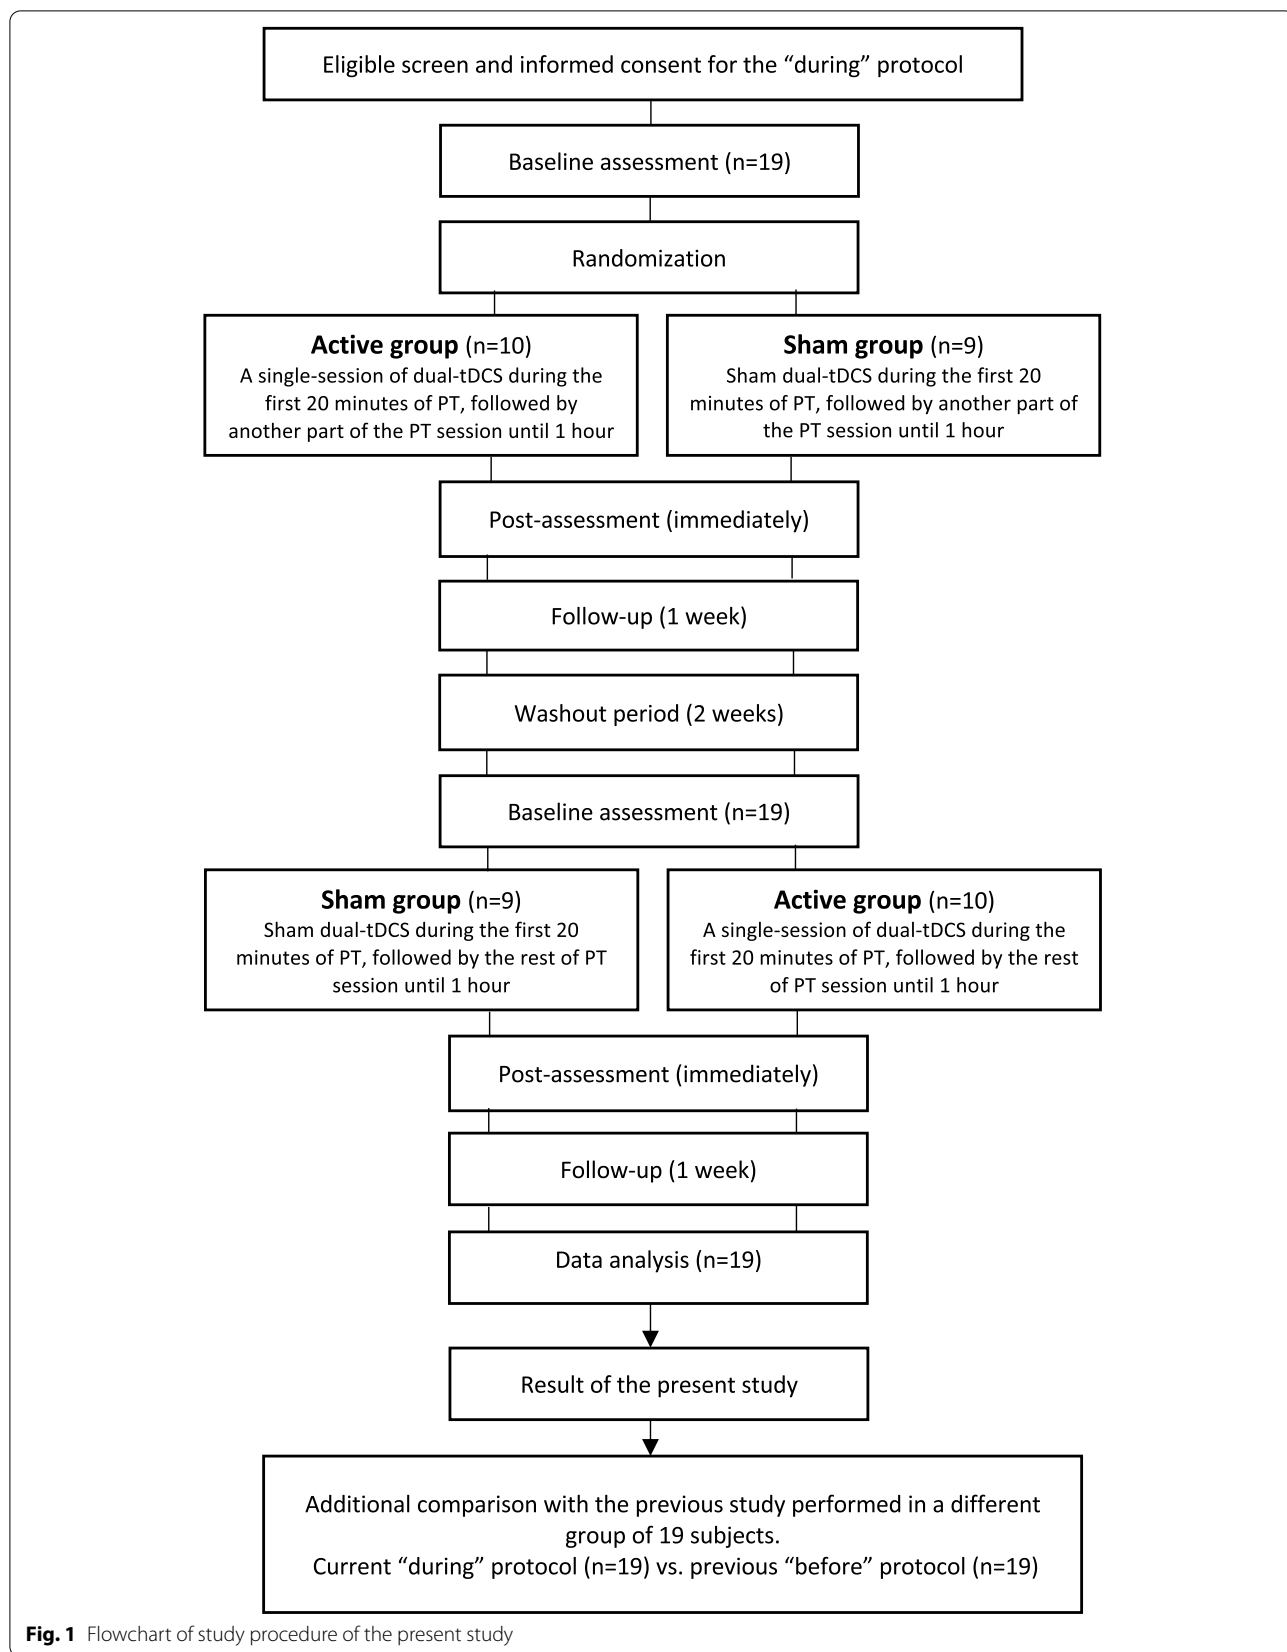 Eligible screen and informed consent for the “during” protocol
Baseline assessment (n=19)
Randomization
Active group (n=10)
A single-session of dual-tDCS during the
first 20 minutes of PT, followed by
another part of the PT session until 1 hour
Sham group (n=9)
Sham dual-tDCS during the first 20
minutes of PT, followed by another part of
the PT session until 1 hour
Post-assessment (immediately)
Follow-up (1 week)
Washout period (2 weeks)
Baseline assessment (n=19)
Sham group (n=9)
Sham dual-tDCS during the first 20
minutes of PT, followed by the rest of PT
session until 1 hour
Active group (n=10)
A single-session of dual-tDCS during the
first 20 minutes of PT, followed by the rest
of PT session until 1 hour
Post-assessment (immediately)
Follow-up (1 week)
Data analysis (n=19)
Result of the present study
Additional comparison with the previous study performed in a different
group of 19 subjects.
Current “during” protocol (n=19) vs. previous “before” protocol (n=19)
Fig. 1 Flowchart of study procedure of the present study